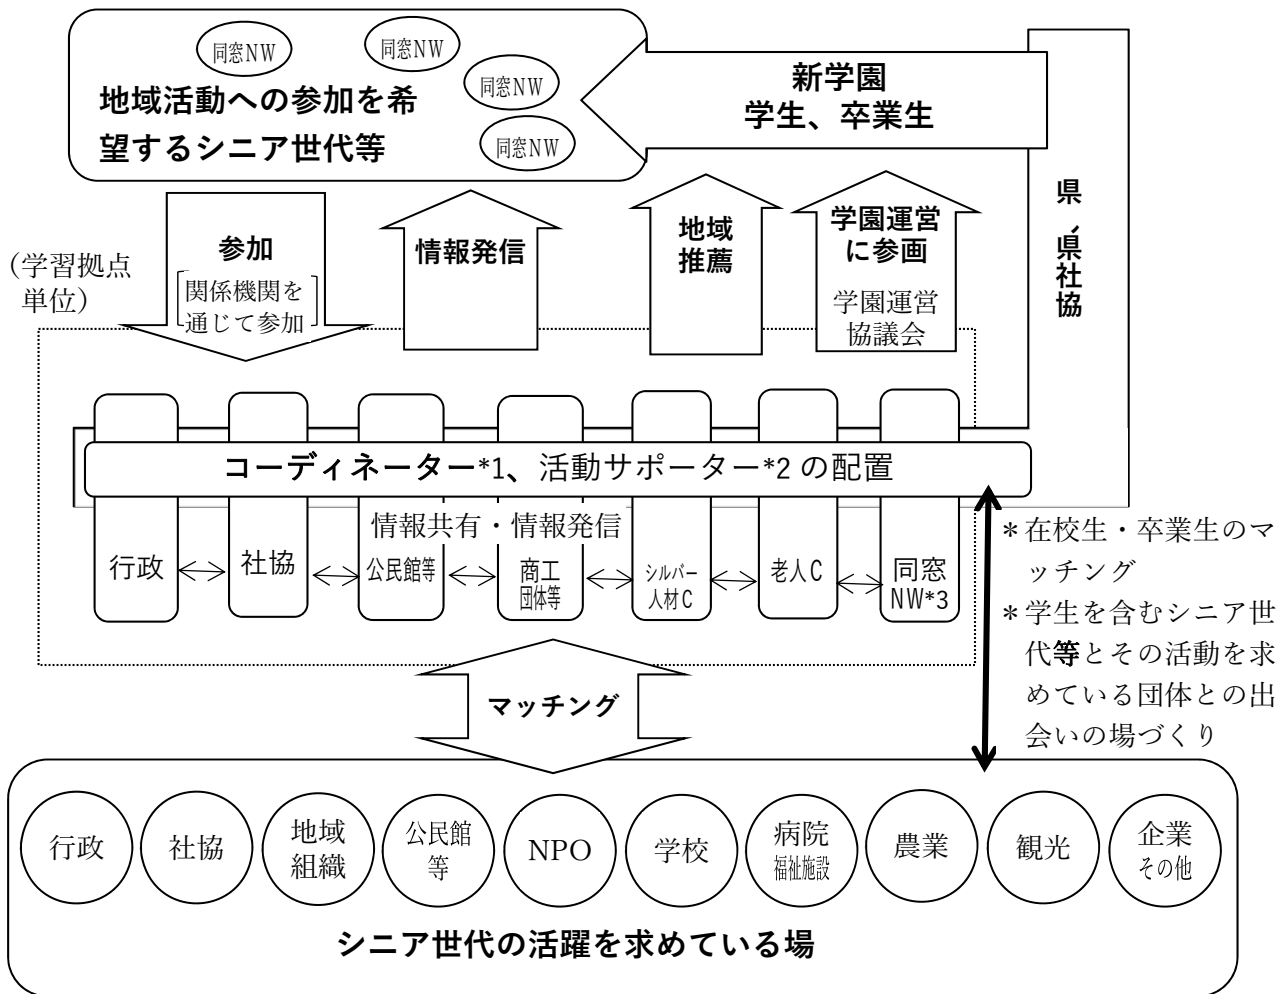 同窓NW
同窓NW
同窓NW
同窓NW
地域活動への参加を希
望するシニア世代等
新学園
学生、卒業生
県、県社協
(学習拠点
単位)
参加
関係機関を
通じて参加
情報発信
地域
推薦
学園運営
に参画
学園運営
協議会
コーディネーター*1、活動サポーター*2 の配置
情報共有・情報発信
行政
社協
公民館等
商工
団体等
シルバー
人材C
老人C
同窓
NW*3
マッチング
＊在校生・卒業生のマ
ッチング
＊学生を含むシニア世
代等とその活動を求
めている団体との出
会いの場づくり
行政
社協
地域
組織
公民館
等
NPO
学校
病院
福祉施設
農業
観光
企業
その他
シニア世代の活躍を求めている場